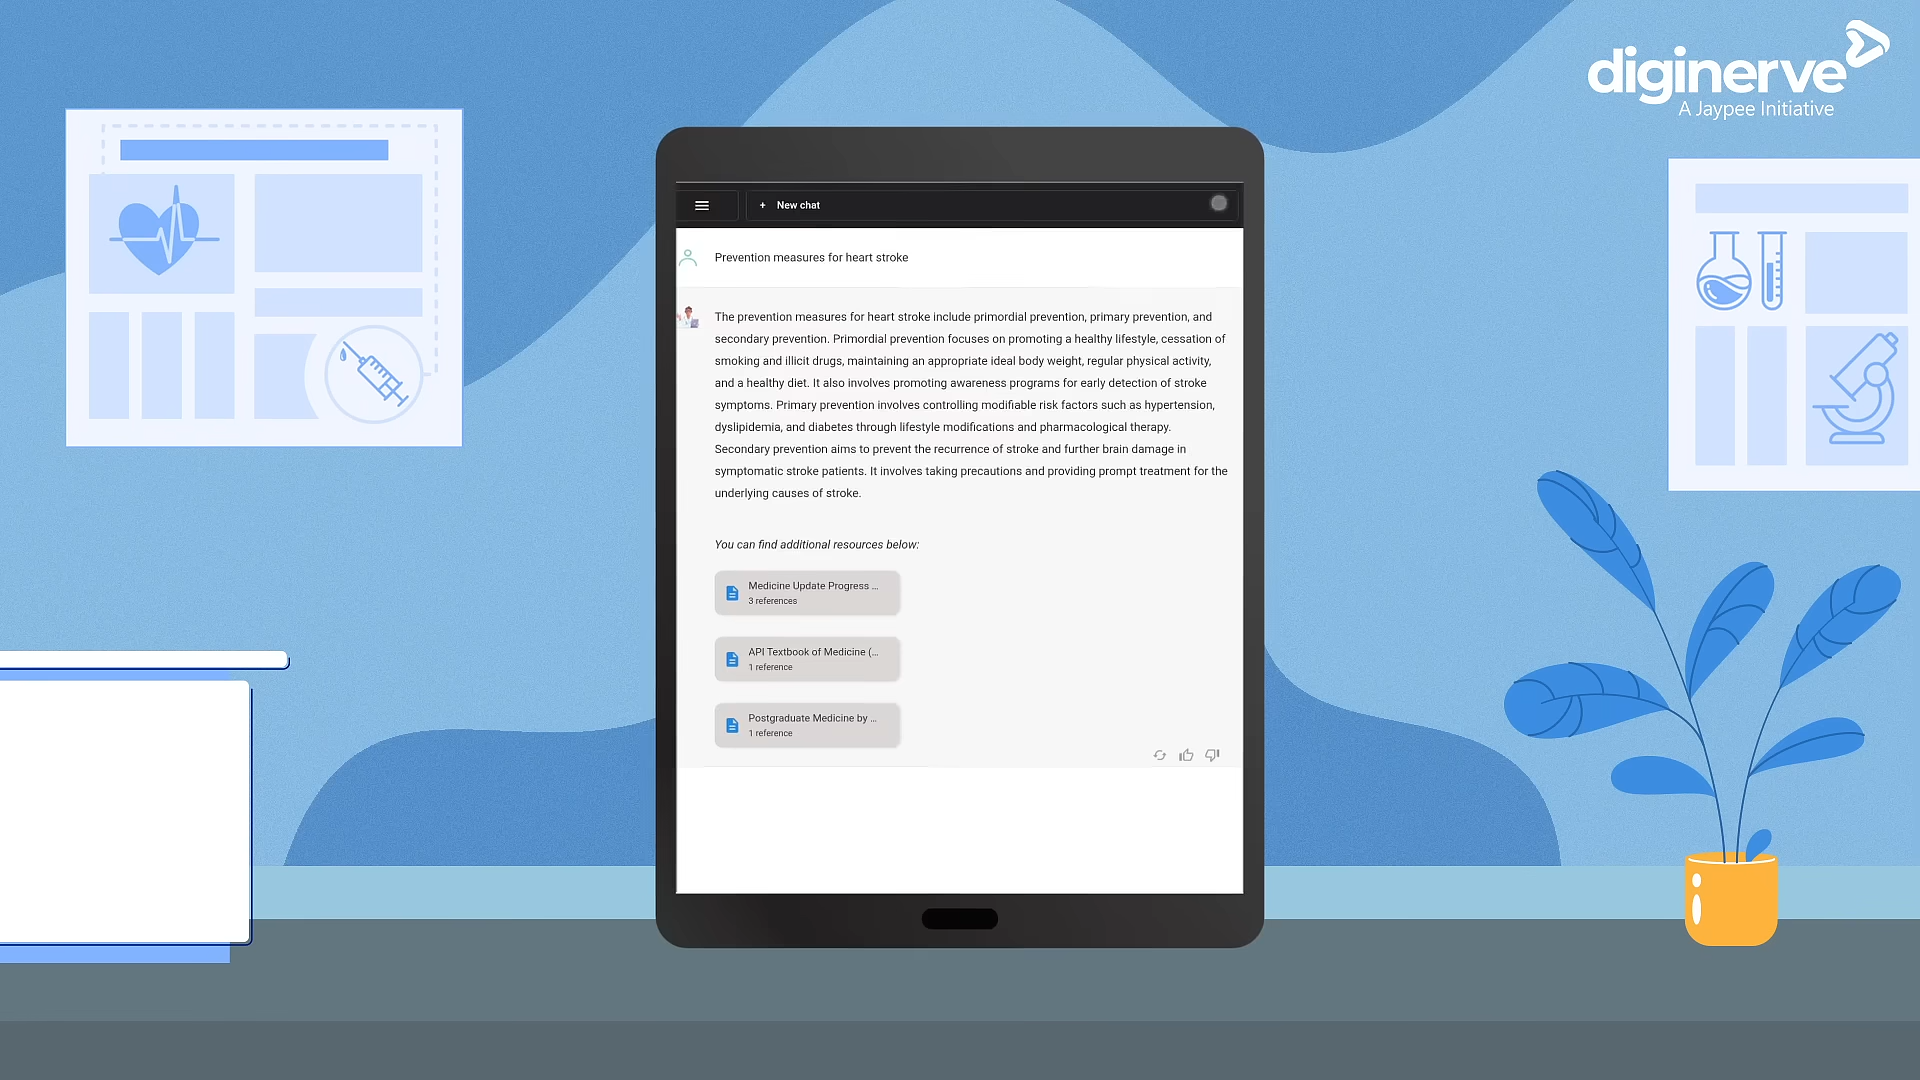 diginerve
A Jaypee Initiative
+ New chat
Prevention measures for heart stroke
The prevention measures for heart stroke include primordial prevention, primary prevention, and
secondary prevention. Primordial prevention focuses on promoting a healthy lifestyle, cessation of
smoking and illicit drugs, maintaining an appropriate ideal body weight, regular physical activity,
and a healthy diet. It also involves promoting awareness programs for early detection of stroke
symptoms. Primary prevention involves controlling modifiable risk factors such as hypertension,
dyslipidemia, and diabetes through lifestyle modifications and pharmacological therapy.
Secondary prevention aims to prevent the recurrence of stroke and further brain damage in
symptomatic stroke patients. It involves taking precautions and providing prompt treatment for the
underlying causes of stroke.
You can find additional resources below:
Medicine Update Progress ...
3 references
API Textbook of Medicine (...
1 reference
Postgraduate Medicine by ...
1 reference